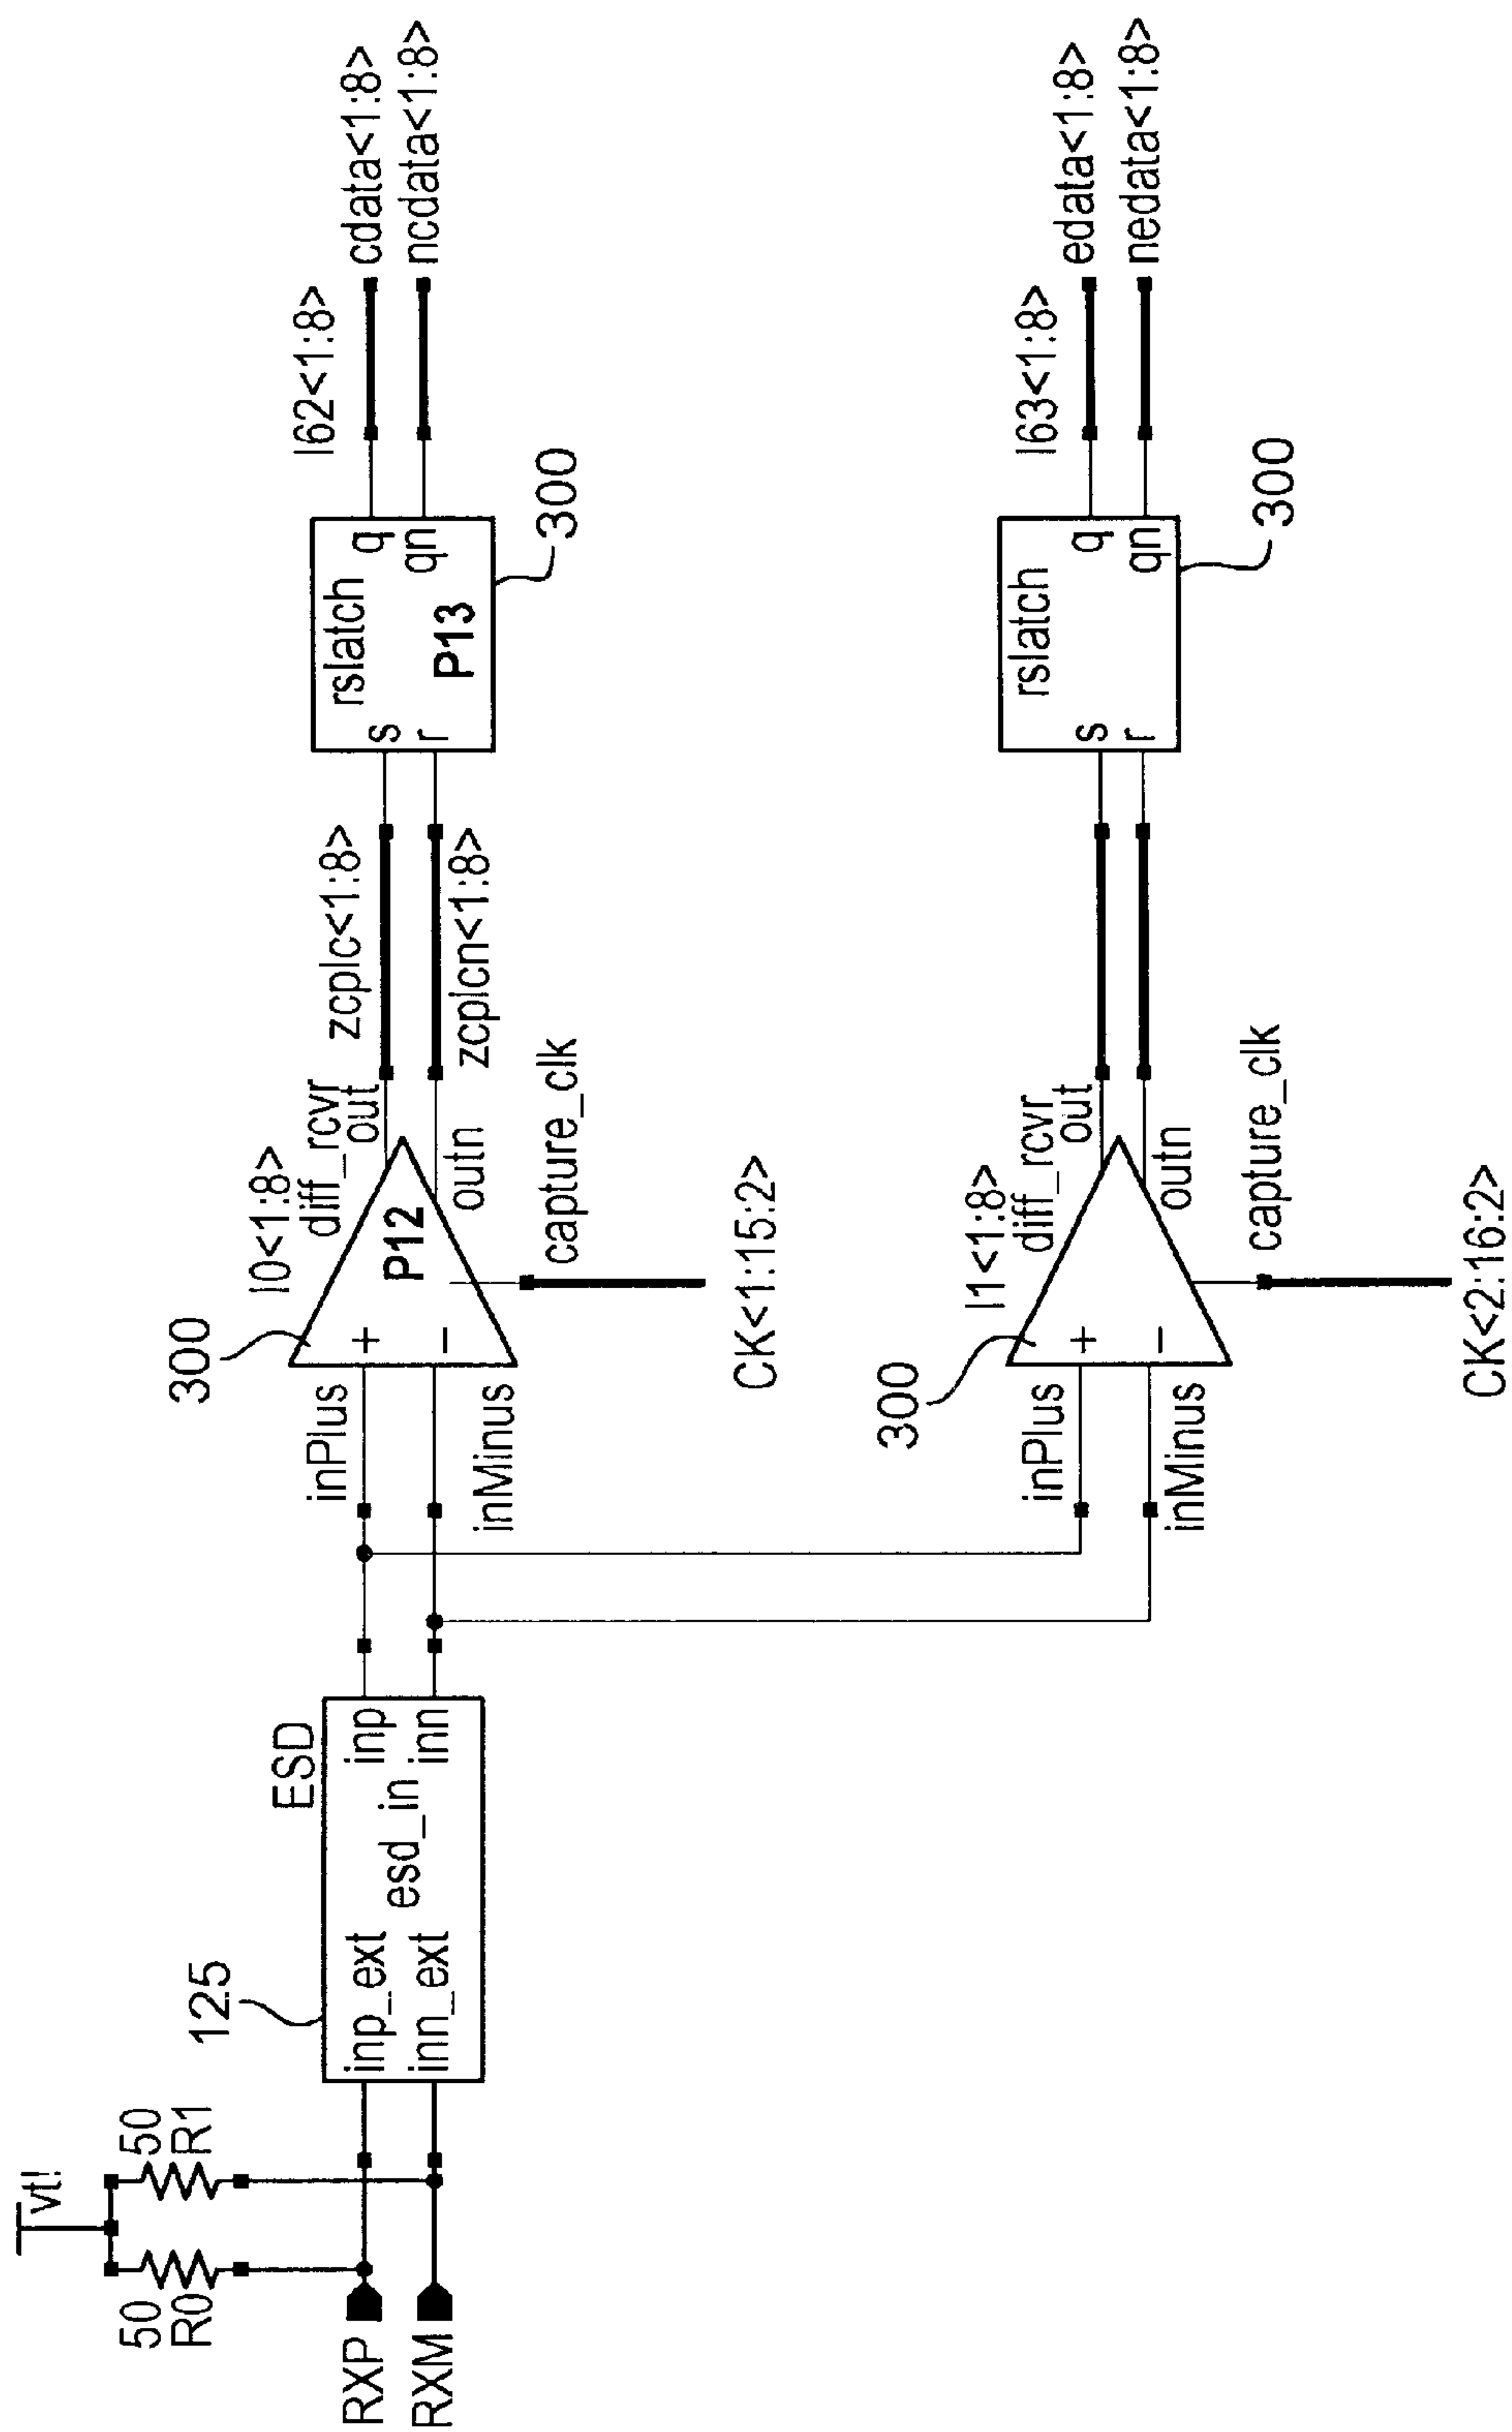 vt!
50
R0
50
R1
RXP
RXM
125
ESD
inp_ext
inn_ext
esd_in
inp
inn
inPlus
inMinus
300
I0<1:8>
diff_rcvr
+
−
P12
out
outn
capture_clk
CK<1:15:2>
zcplc<1:8>
zcplcn<1:8>
rslatch
s
r
q
qn
P13
300
I62<1:8>
cdata<1:8>
ncdata<1:8>
inPlus
inMinus
300
I1<1:8>
diff_rcvr
+
−
out
outn
capture_clk
CK<2:16:2>
rslatch
s
r
q
qn
300
I63<1:8>
edata<1:8>
nedata<1:8>